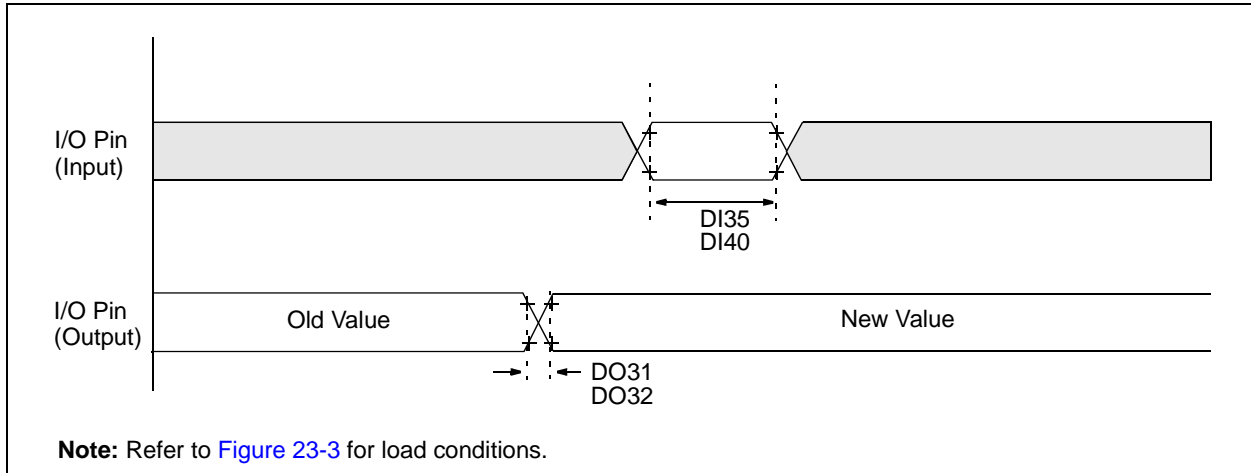 I/O Pin
(Input)
DI35
DI40
I/O Pin
(Output)
Old Value
New Value
DO31
DO32
Note: Refer to Figure 23-3 for load conditions.